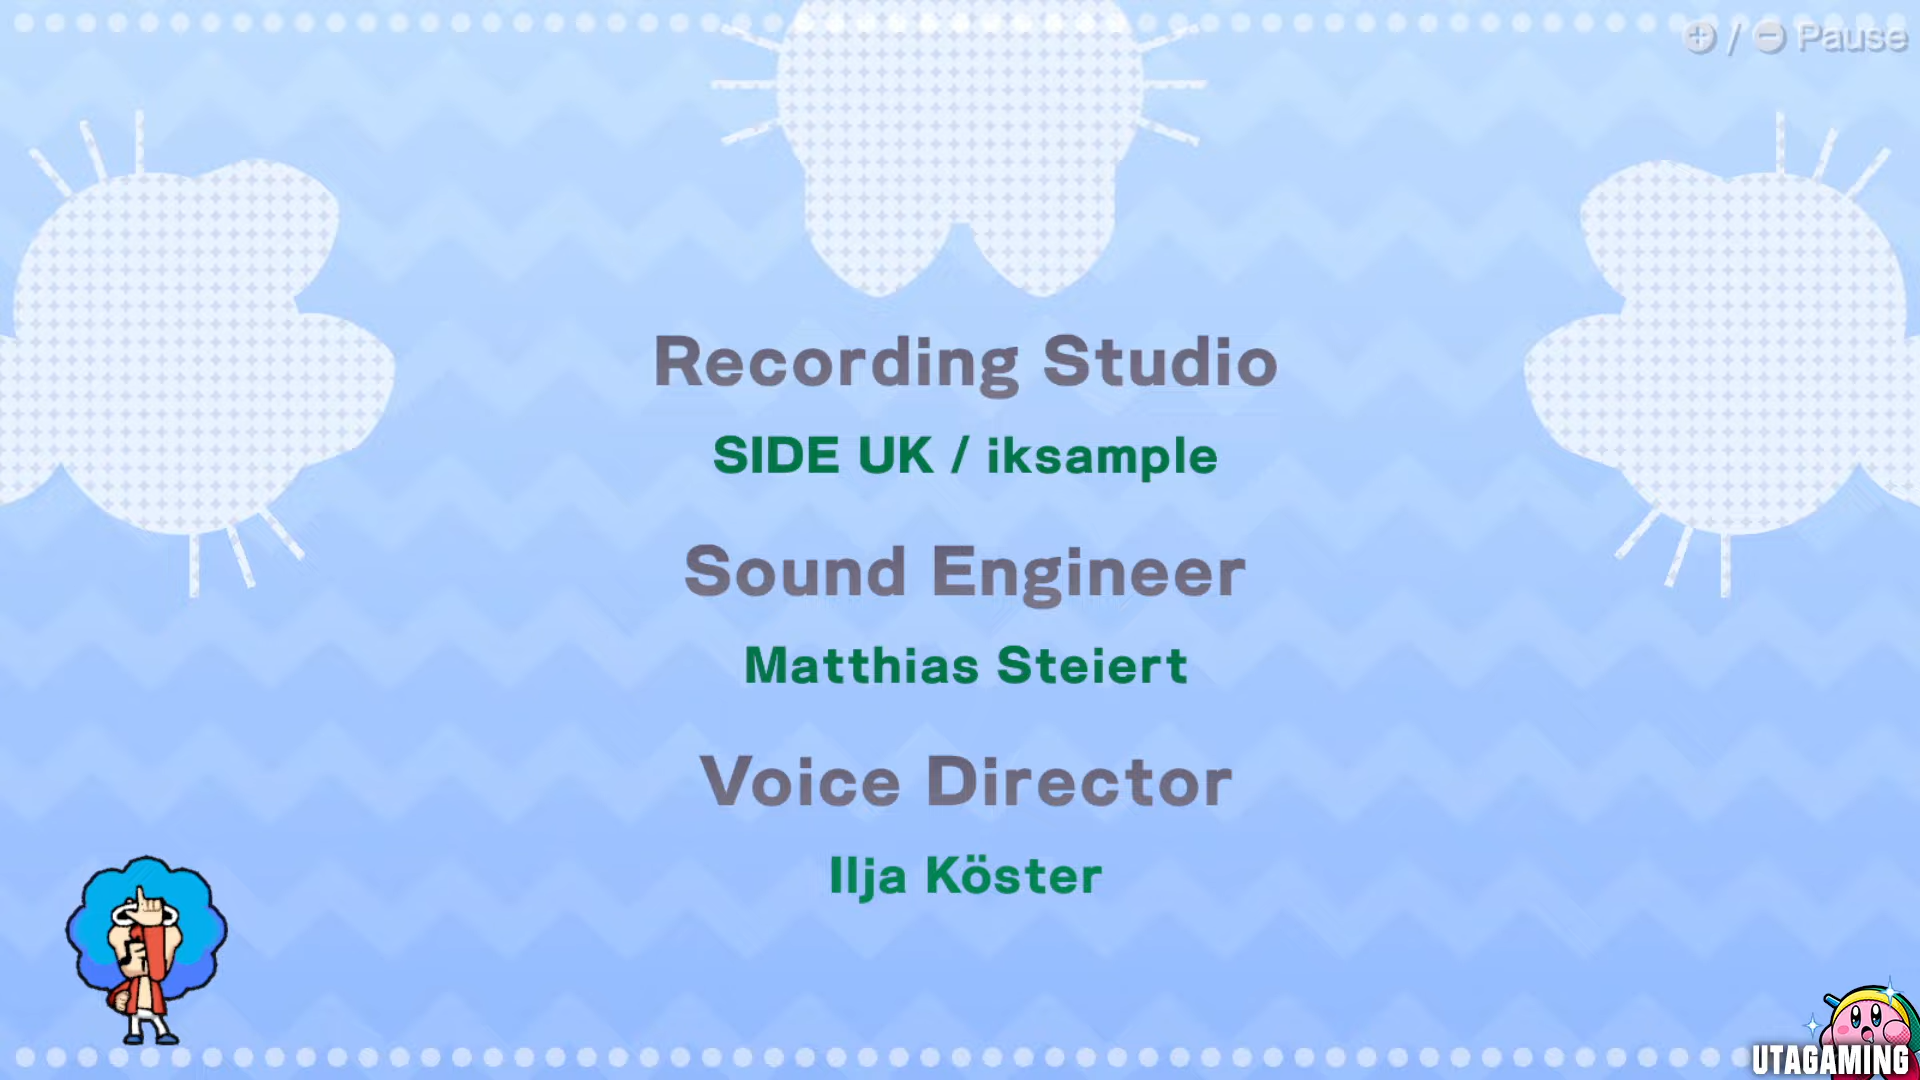 + / - Pause
Recording Studio
SIDE UK / iksample
Sound Engineer
Matthias Steiert
Voice Director
Ilja Köster
UTAGAMING